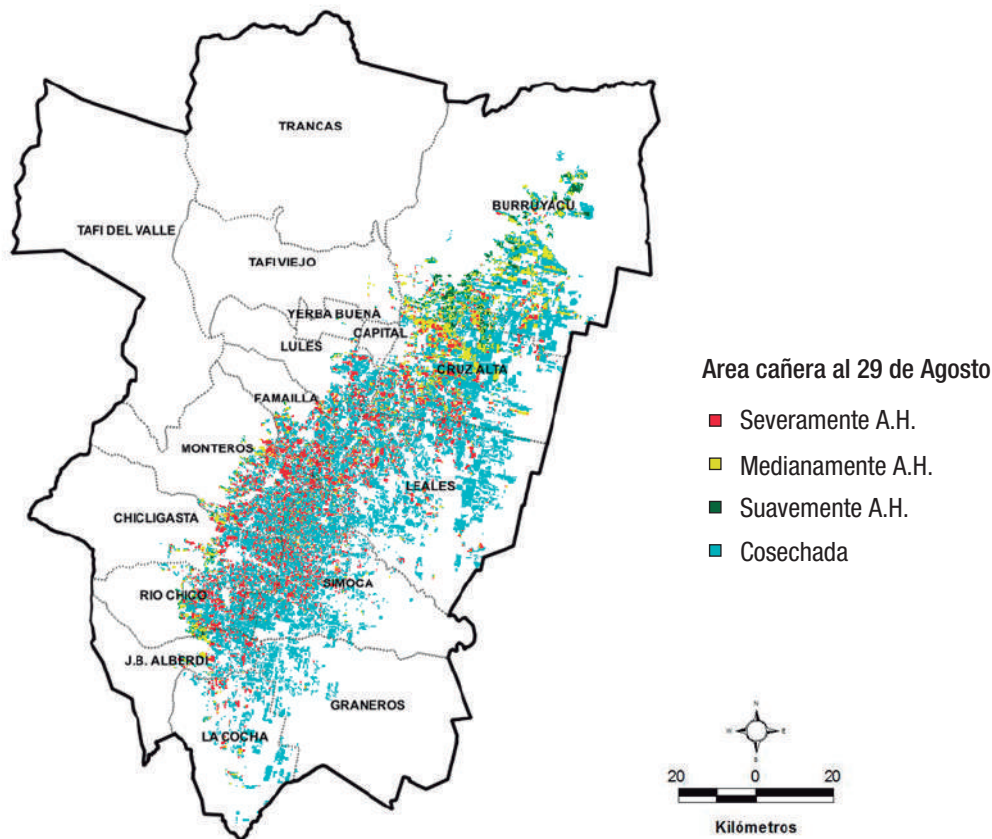 TRANCAS
BURRUYACU
TAFI DEL VALLE
TAFI VIEJO
YERBA BUENA
CAPITAL
LULES
CRUZ ALTA
FAMAILLA
MONTEROS
LEALES
CHICLIGASTA
SIMOCA
RIO CHICO
J.B. ALBERDI
GRANEROS
LA COCHA
Area cañera al 29 de Agosto
Severamente A.H.
Medianamente A.H.
Suavemente A.H.
Cosechada
N
W E
S
20 0 20
Kilómetros